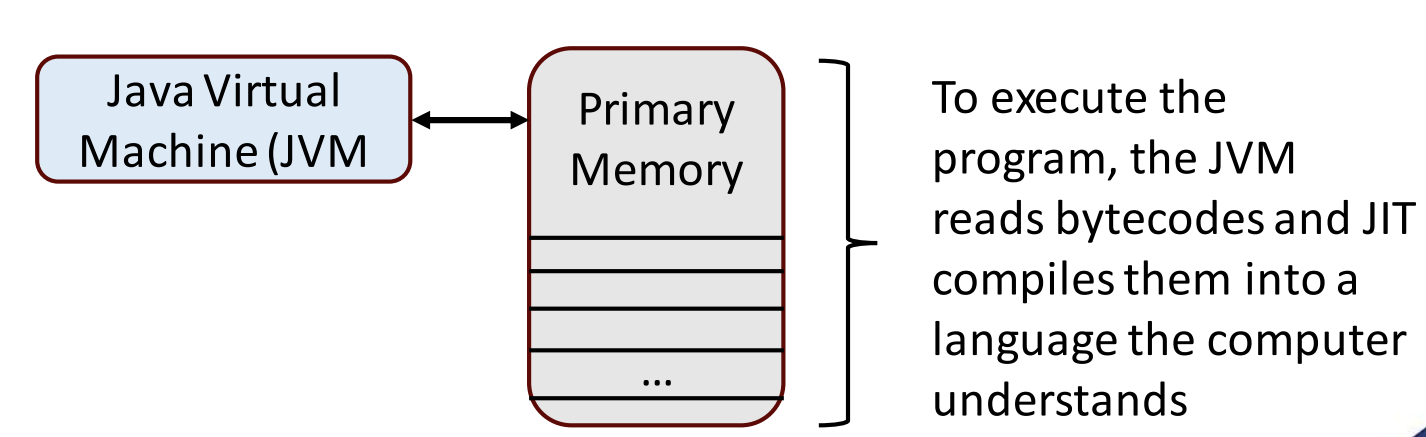 Java Virtual
Machine (JVM
Primary
Memory
...
To execute the
program, the JVM
reads bytecodes and JIT
compiles them into a
language the computer
understands